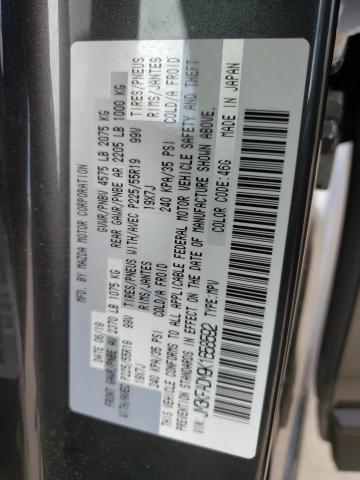 MFD. BY MAZDA MOTOR CORPORATION
DATE 06/19 GVWR/PNBV 4575 LB 2075 KG
FRONT GAWR/PNBE AV 2370 LB 1075 KG REAR GAWR/PNBE AR 2205 LB 1000 KG
WITH/AVEC P225/55R19 99V TIRES/PNEUS WITH/AVEC P225/55R19 99V TIRES/PNEUS
19X7J RIMS/JANTES 19X7J RIMS/JANTES
240 KPA/35 PSI COLD/A FROID 240 KPA/35 PSI COLD/A FROID
THIS VEHICLE CONFORMS TO ALL APPLICABLE FEDERAL MOTOR VEHICLE SAFETY AND THEFT
PREVENTION STANDARDS IN EFFECT ON THE DATE OF MANUFACTURE SHOWN ABOVE.
TYPE:MPV COLOR CODE:46G MADE IN JAPAN